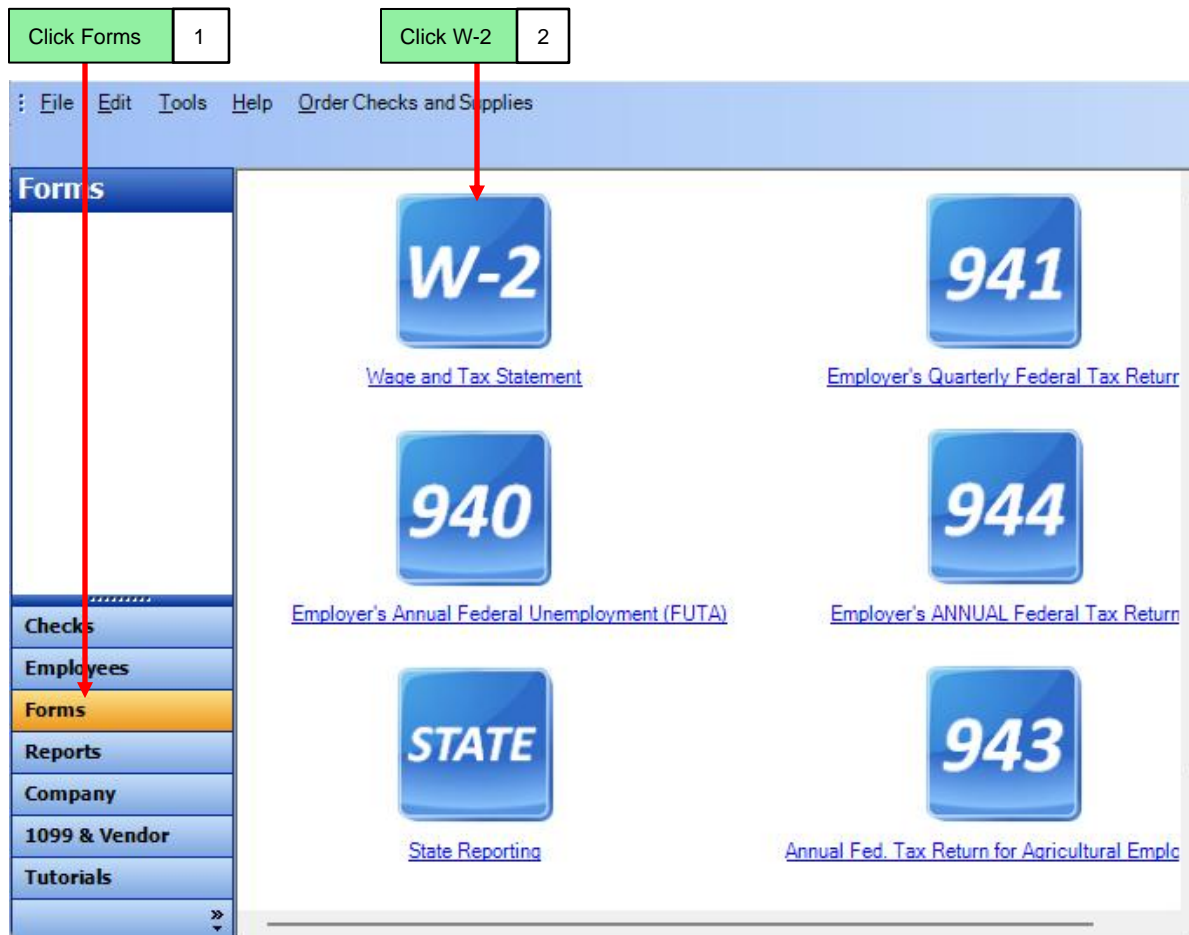 Click Forms 1 Click W-2 2
File Edit Tools Help Order Checks and Supplies
Forms
W-2 941
Wage and Tax Statement Employer's Quarterly Federal Tax Return
940 944
Employer's Annual Federal Unemployment (FUTA) Employer's ANNUAL Federal Tax Return
Checks
Employees
Forms
STATE 943
Reports
Company
1099 & Vendor
State Reporting Annual Fed. Tax Return for Agricultural Emplo
Tutorials